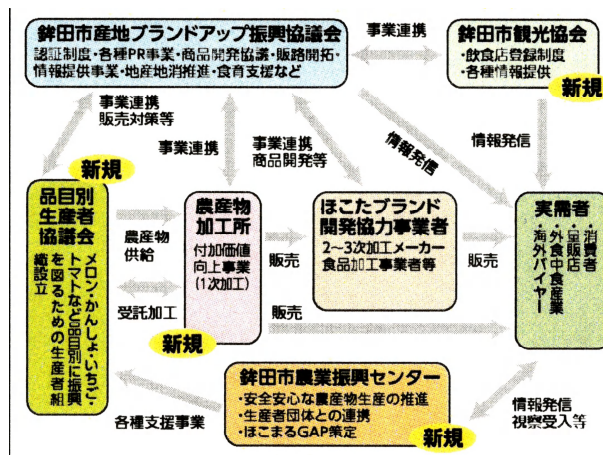 鉾田市産地ブランドアップ振興協議会
認証制度・各種PR事業・商品開発協議・販路開拓・
情報提供事業・地産地消推進・食育支援など
事業連携
鉾田市観光協会
・飲食店登録制度
・各種情報提供
新規
事業連携
販売対策等
事業連携
事業連携
商品開発等
情報発信
情報発信
新規
品目別
生産者
協議会
メロン・かんしょ・いちご・
トマトなど品目別に振興
を図るための生産者組
織設立
農産物
供給
受託加工
農産物
加工所
付加価値
向上事業
(1次加工)
新規
販売
ほこたブランド
開発協力事業者
2〜3次加工メーカー
食品加工事業者等
販売
販売
実需者
・消費者
・量販店
・外食中食産業
・海外バイヤー
鉾田市農業振興センター
・安全安心な農産物生産の推進
・生産者団体との連携
・ほこまるGAP策定
新規
各種支援事業
情報発信
視察受入等